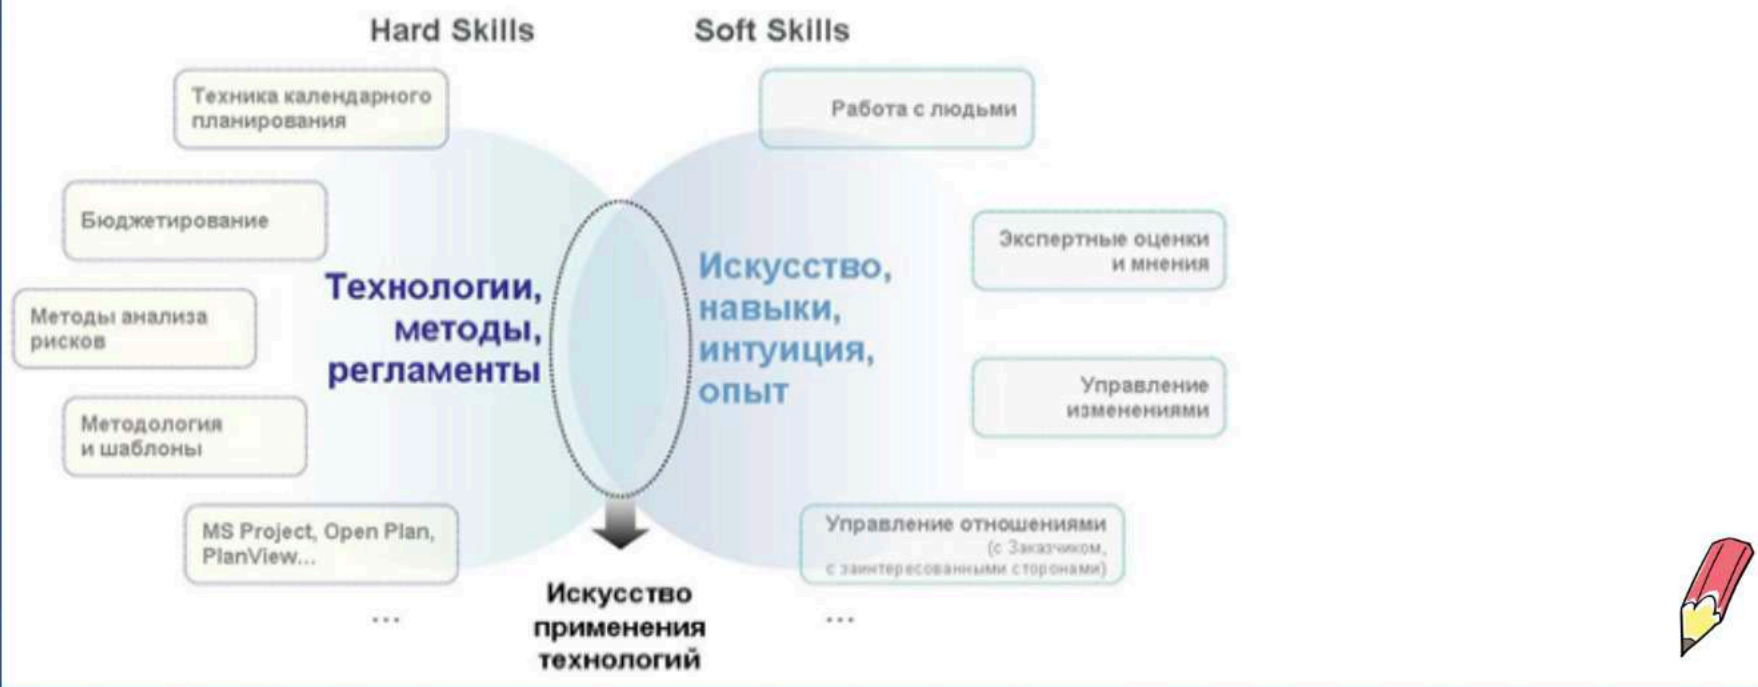 Hard Skills
Soft Skills
Техника календарного
планирования
Бюджетирование
Методы анализа
рисков
Методология
и шаблоны
MS Project, Open Plan,
PlanView...
...
Технологии,
методы,
регламенты
Искусство,
навыки,
интуиция,
опыт
Искусство
применения
технологий
Работа с людьми
Экспертные оценки
и мнения
Управление
изменениями
Управление отношениями
(с Заказчиком,
с заинтересованными сторонами)
...